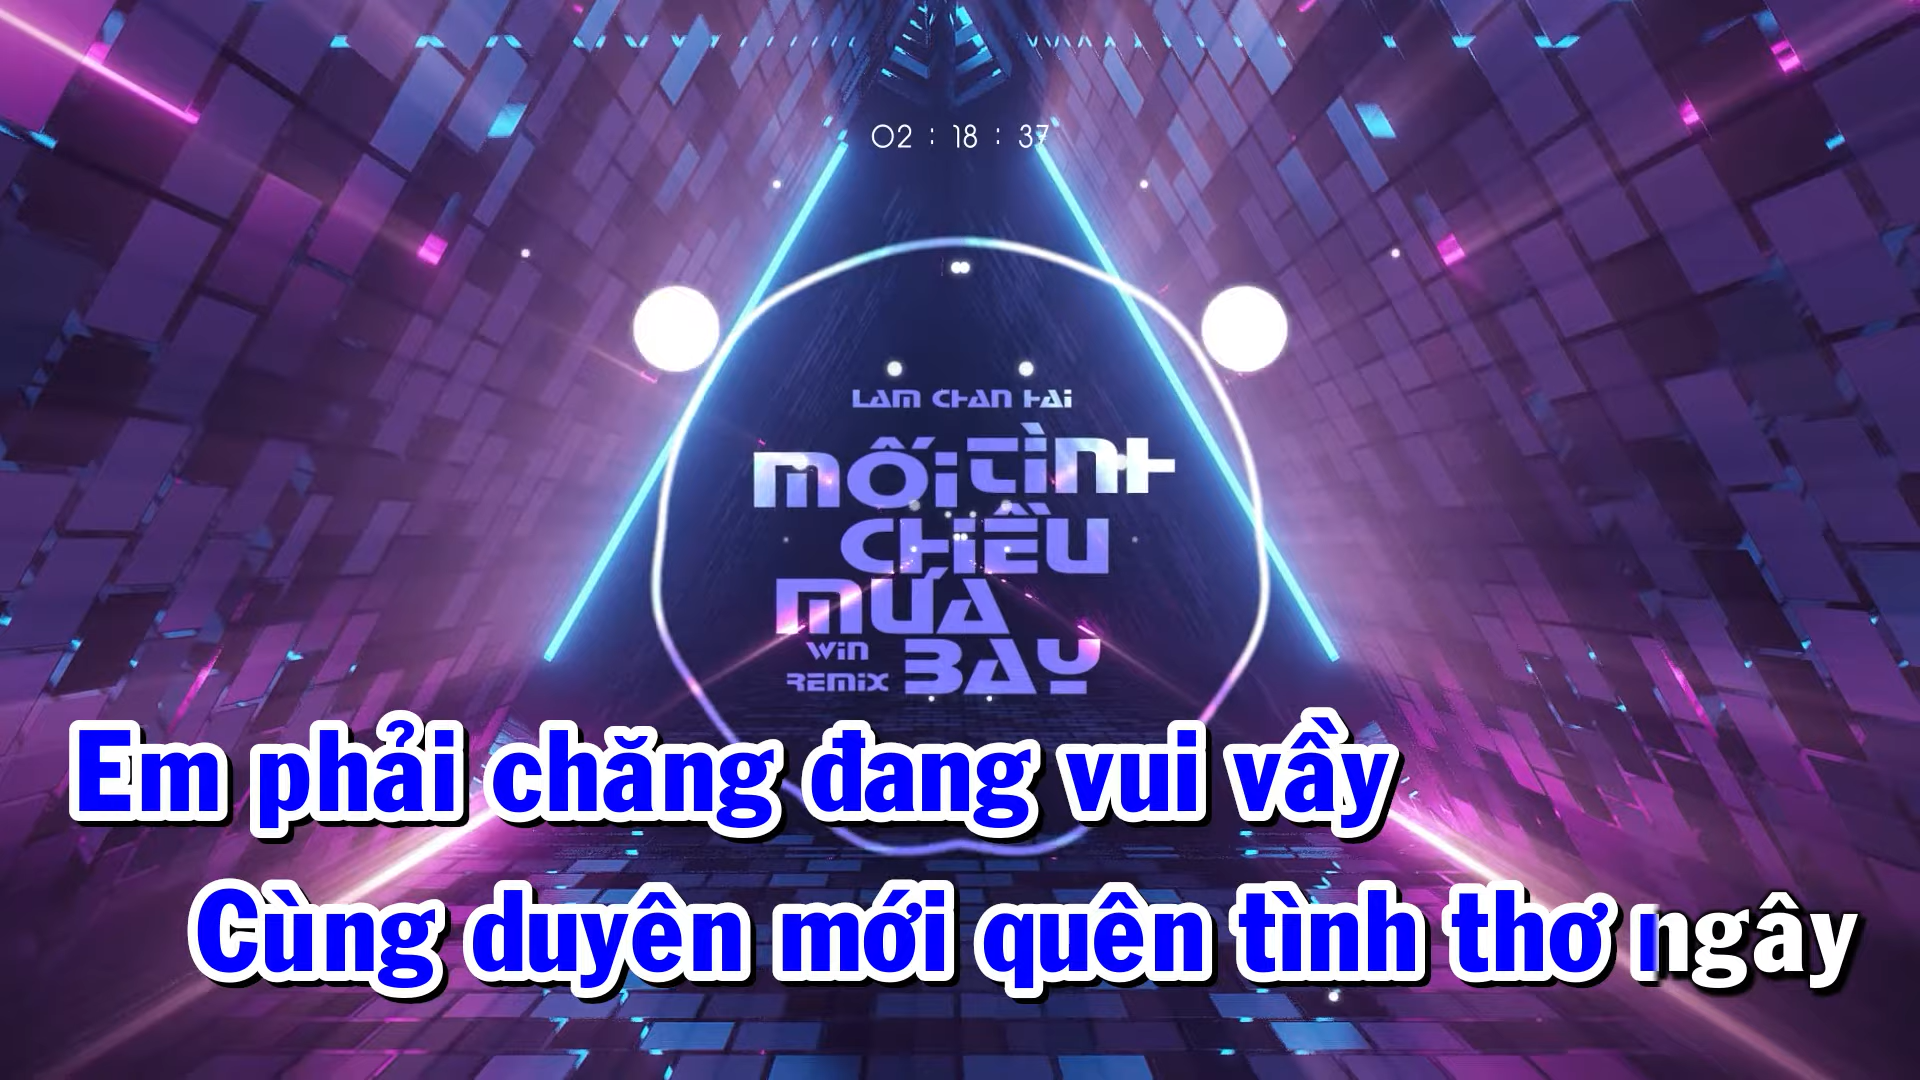 02 : 18 : 37
LAM CHAN HAI
MỐI TÌNH
CHIỀU
MƯA
WIN
REMIX BAY
Em phải chăng đang vui vầy
Cùng duyên mới quên tình thơ ngây